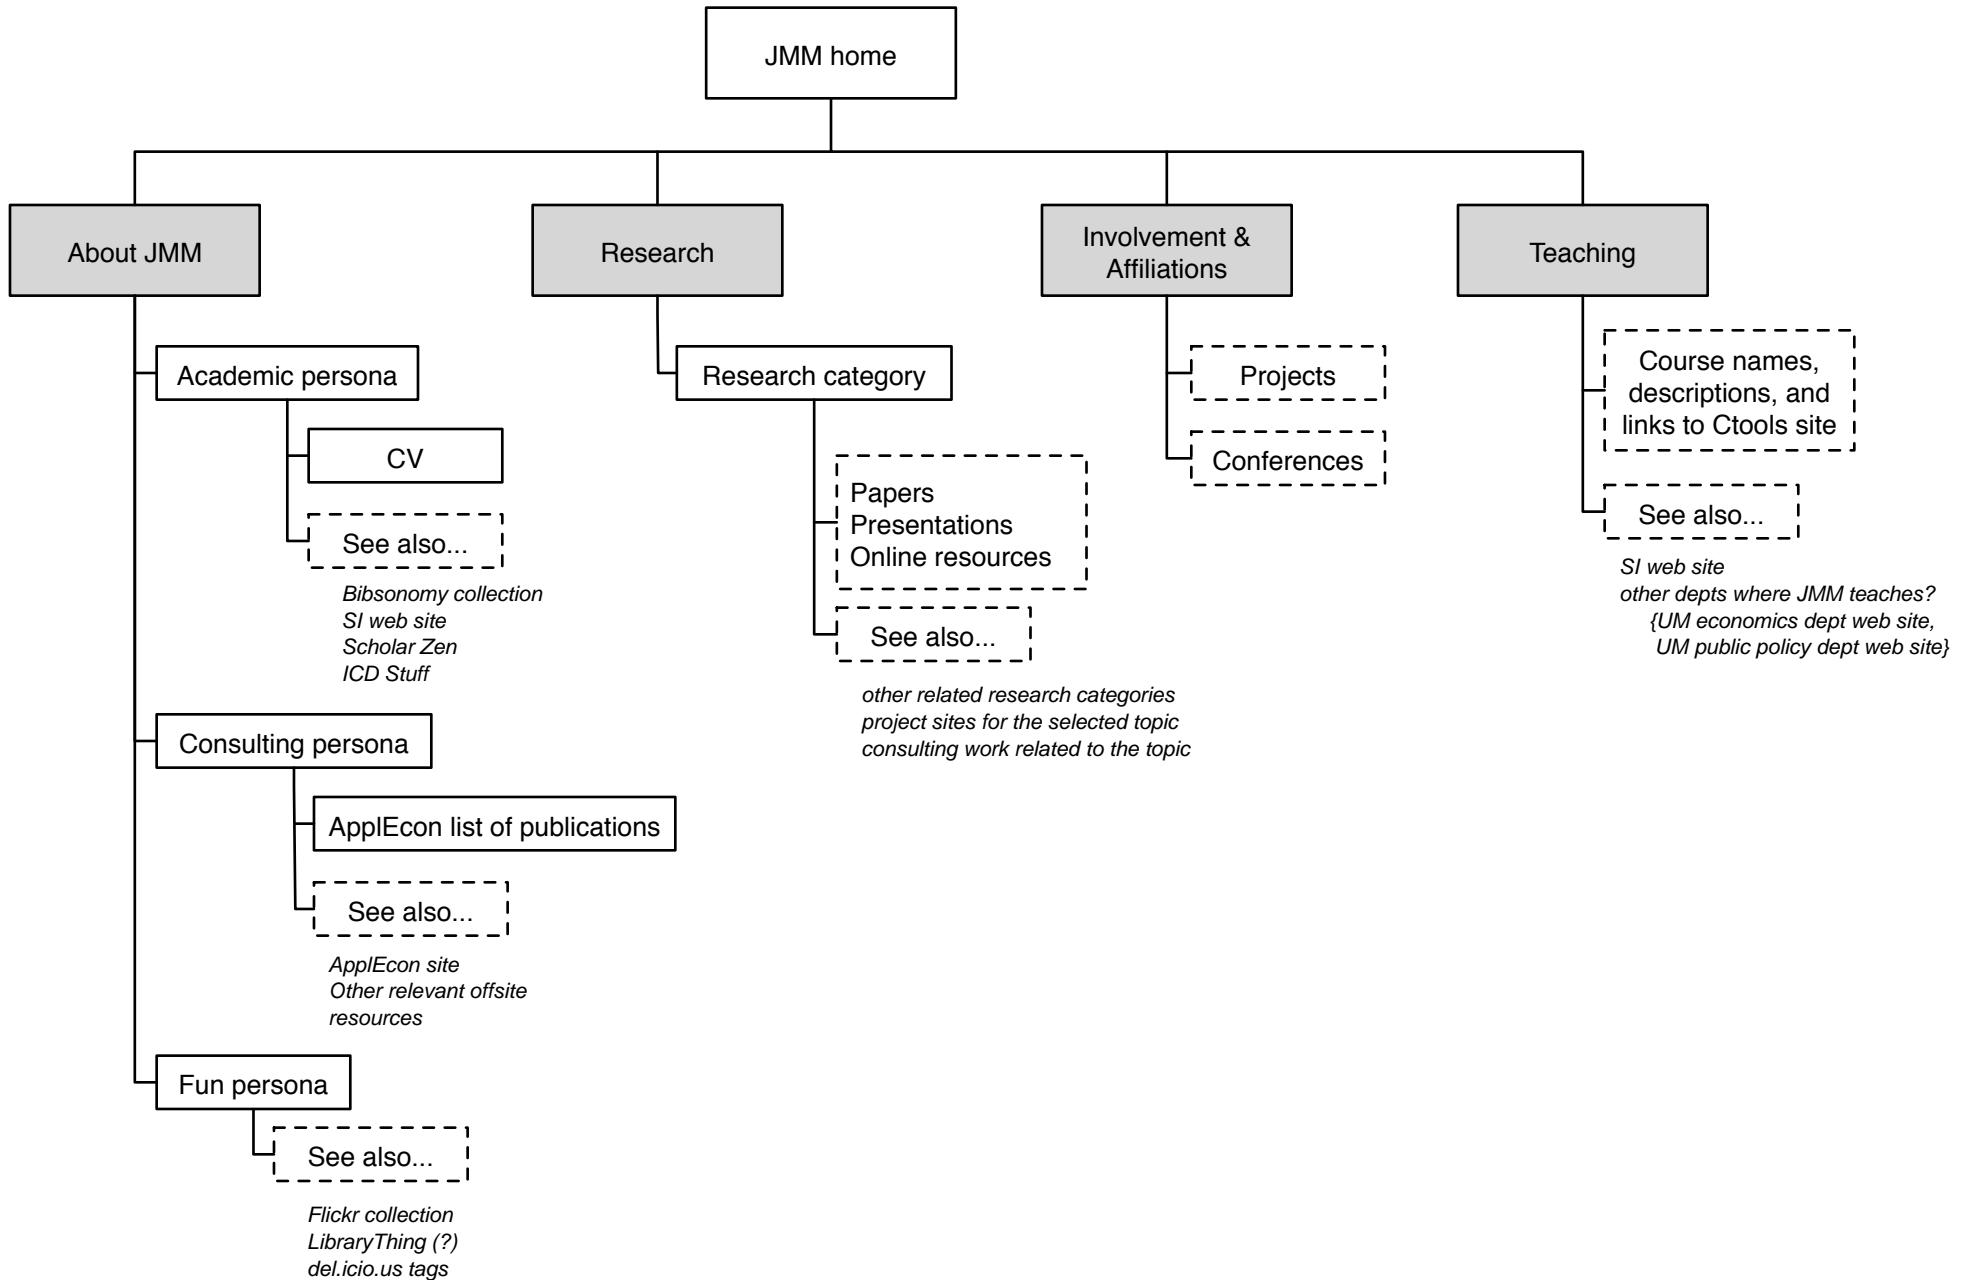 JMM home
About JMM
Academic persona
CV
See also...
Bibsonomy collection
SI web site
Scholar Zen
ICD Stuff
Consulting persona
ApplEcon list of publications
See also...
ApplEcon site
Other relevant offsite
resources
Fun persona
See also...
Flickr collection
LibraryThing (?)
del.icio.us tags
Research
Research category
Papers
Presentations
Online resources
See also...
other related research categories
project sites for the selected topic
consulting work related to the topic
Involvement &
Affiliations
Projects
Conferences
Teaching
Course names,
descriptions, and
links to Ctools site
See also...
SI web site
other depts where JMM teaches?
{UM economics dept web site,
UM public policy dept web site}